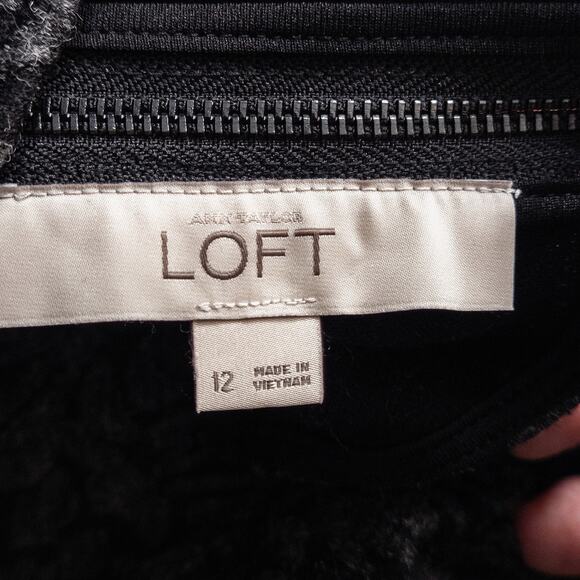 ANN TAYLOR
LOFT
12
MADE IN
VIETNAM